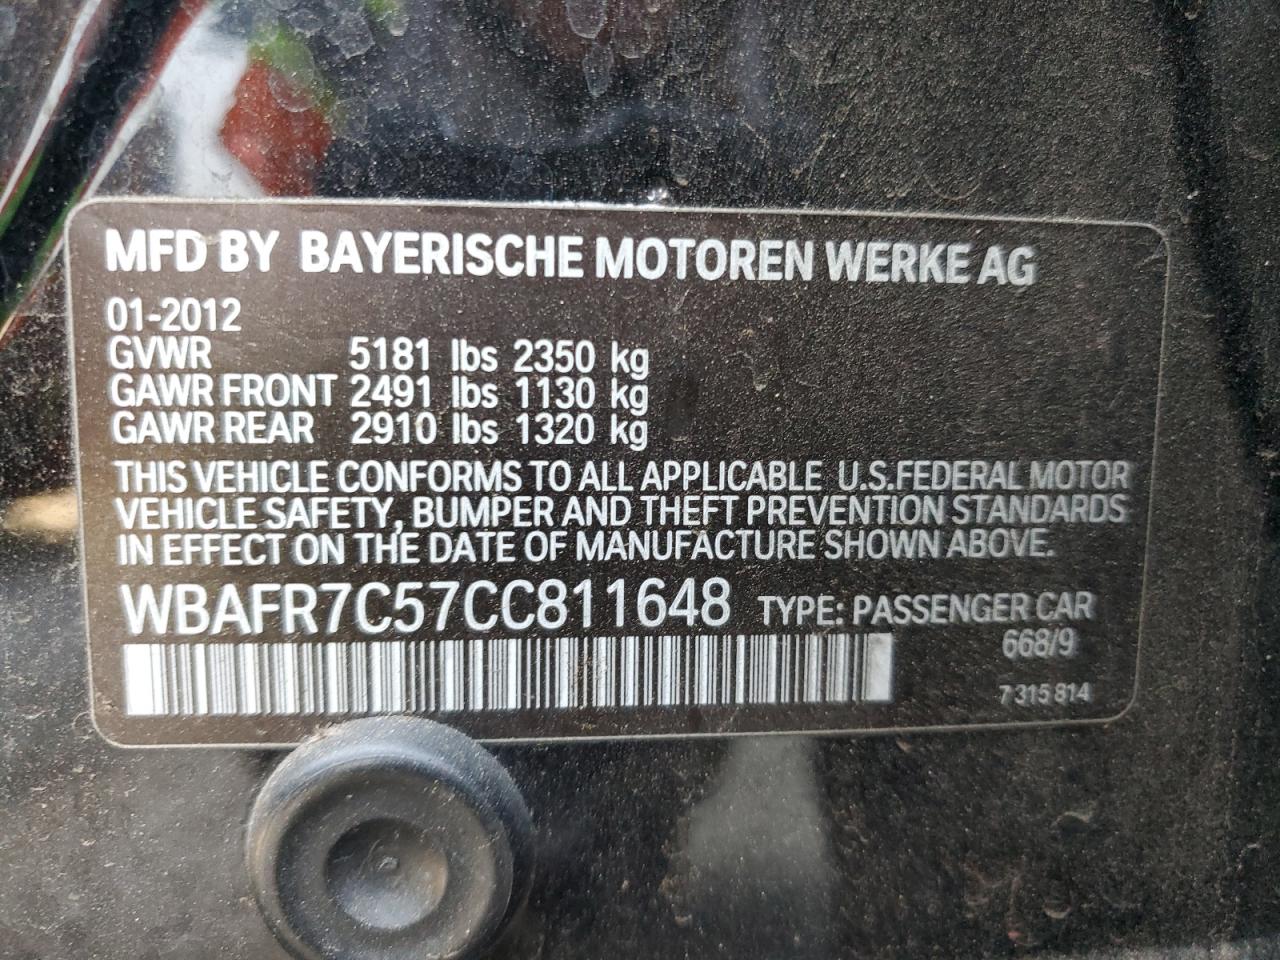 MFD BY BAYERISCHE MOTOREN WERKE AG
01-2012
GVWR 5181 lbs 2350 kg
GAWR FRONT 2491 lbs 1130 kg
GAWR REAR 2910 lbs 1320 kg
THIS VEHICLE CONFORMS TO ALL APPLICABLE U.S.FEDERAL MOTOR
VEHICLE SAFETY, BUMPER AND THEFT PREVENTION STANDARDS
IN EFFECT ON THE DATE OF MANUFACTURE SHOWN ABOVE.
WBAFR7C57CC811648 TYPE: PASSENGER CAR
668/9
7 315 814